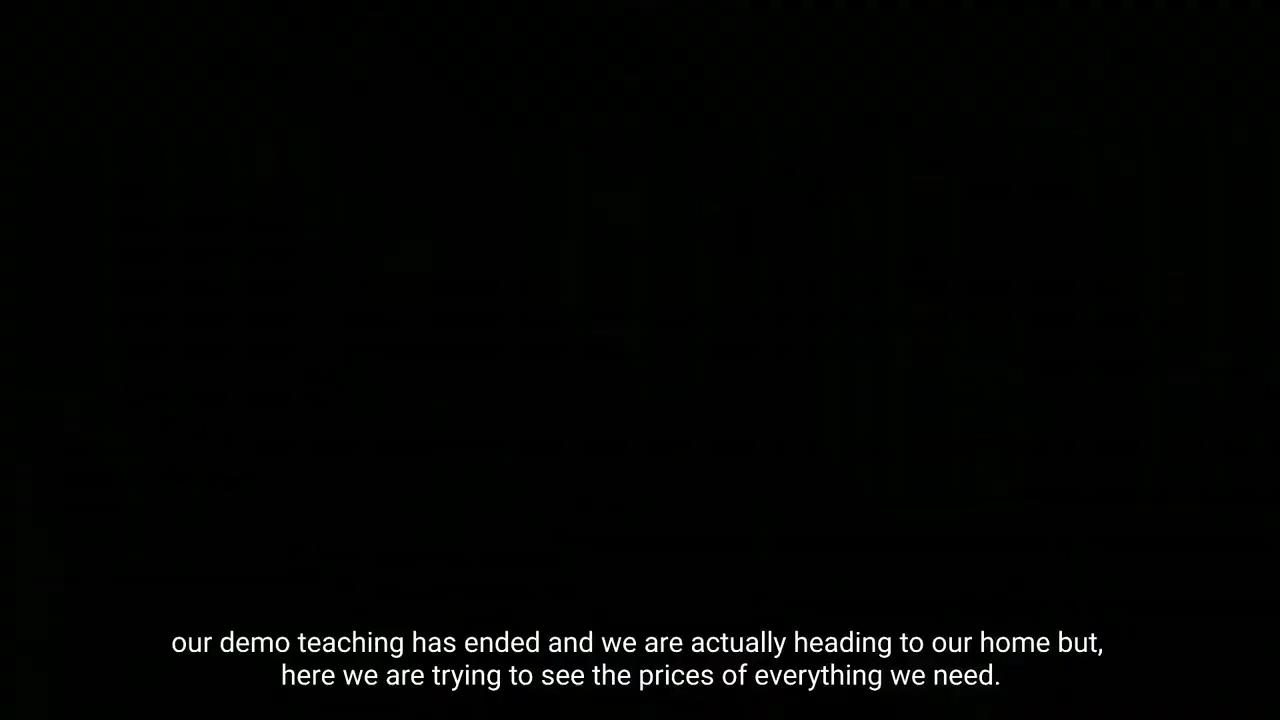 our demo teaching has ended and we are actually heading to our home but,
here we are trying to see the prices of everything we need.